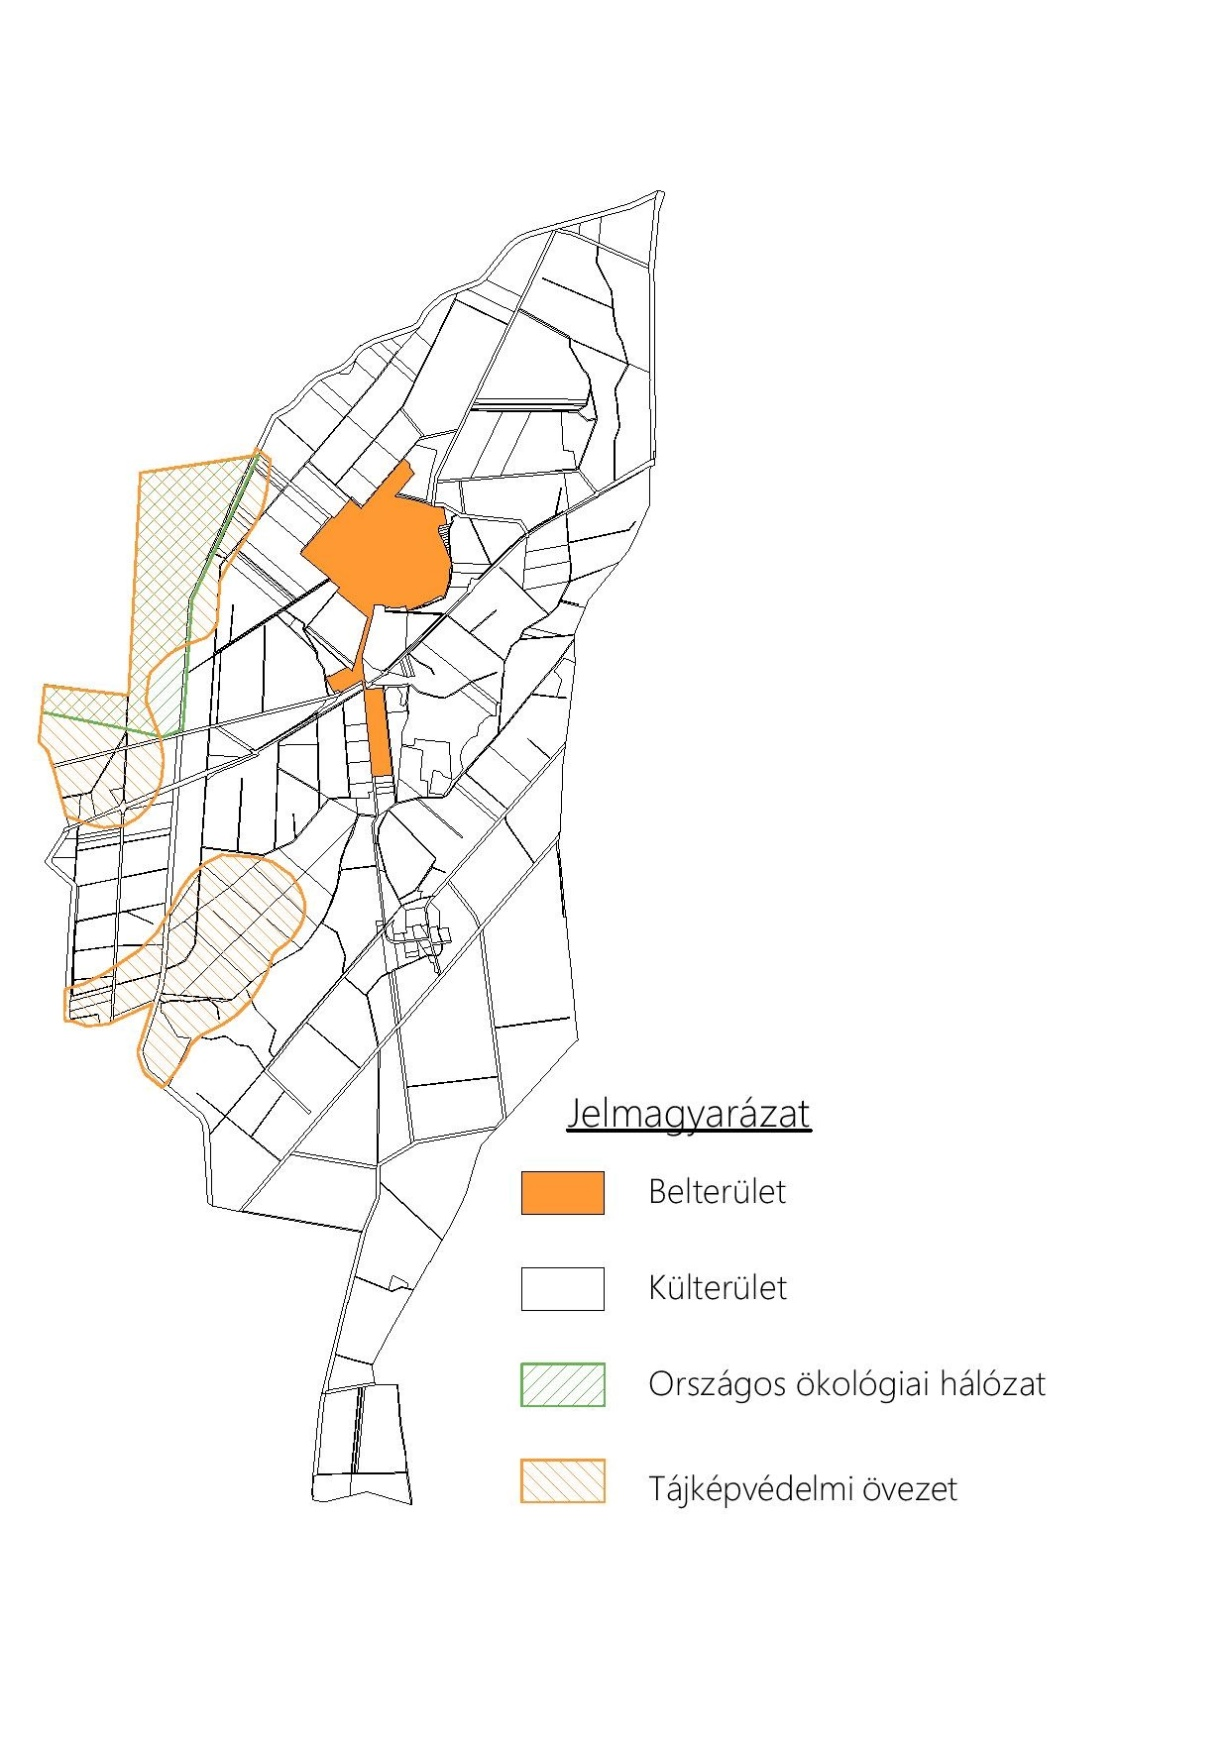 Jelmagyarázat
Belterület
Külterület
Országos ökológiai hálózat
Tájképvédelmi övezet